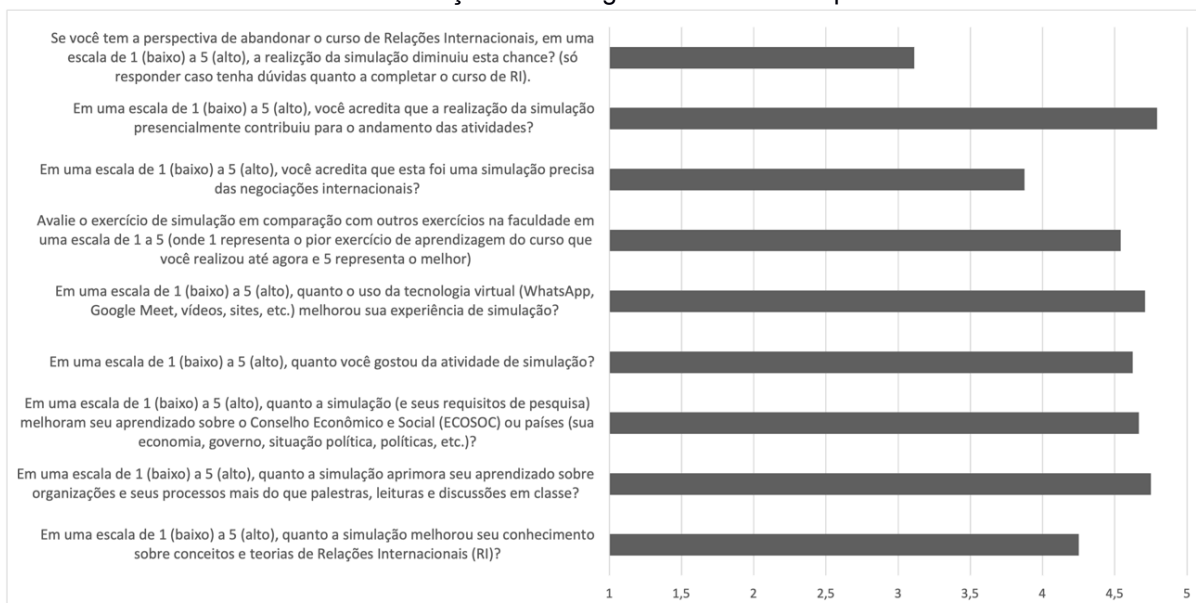 Se você tem a perspectiva de abandonar o curso de Relações Internacionais, em uma
escala de 1 (baixo) a 5 (alto), a realizção da simulação diminuiu esta chance? (só
responder caso tenha dúvidas quanto a completar o curso de RI).
Em uma escala de 1 (baixo) a 5 (alto), você acredita que a realização da simulação
presencialmente contribuiu para o andamento das atividades?
Em uma escala de 1 (baixo) a 5 (alto), você acredita que esta foi uma simulação precisa
das negociações internacionais?
Avalie o exercício de simulação em comparação com outros exercícios na faculdade em
uma escala de 1 a 5 (onde 1 representa o pior exercício de aprendizagem do curso que
você realizou até agora e 5 representa o melhor)
Em uma escala de 1 (baixo) a 5 (alto), quanto o uso da tecnologia virtual (WhatsApp,
Google Meet, vídeos, sites, etc.) melhorou sua experiência de simulação?
Em uma escala de 1 (baixo) a 5 (alto), quanto você gostou da atividade de simulação?
Em uma escala de 1 (baixo) a 5 (alto), quanto a simulação (e seus requisitos de pesquisa)
melhoram seu aprendizado sobre o Conselho Econômico e Social (ECOSOC) ou países (sua
economia, governo, situação política, políticas, etc.)?
Em uma escala de 1 (baixo) a 5 (alto), quanto a simulação aprimora seu aprendizado sobre
organizações e seus processos mais do que palestras, leituras e discussões em classe?
Em uma escala de 1 (baixo) a 5 (alto), quanto a simulação melhorou seu conhecimento
sobre conceitos e teorias de Relações Internacionais (RI)?
1 1,5 2 2,5 3 3,5 4 4,5 5